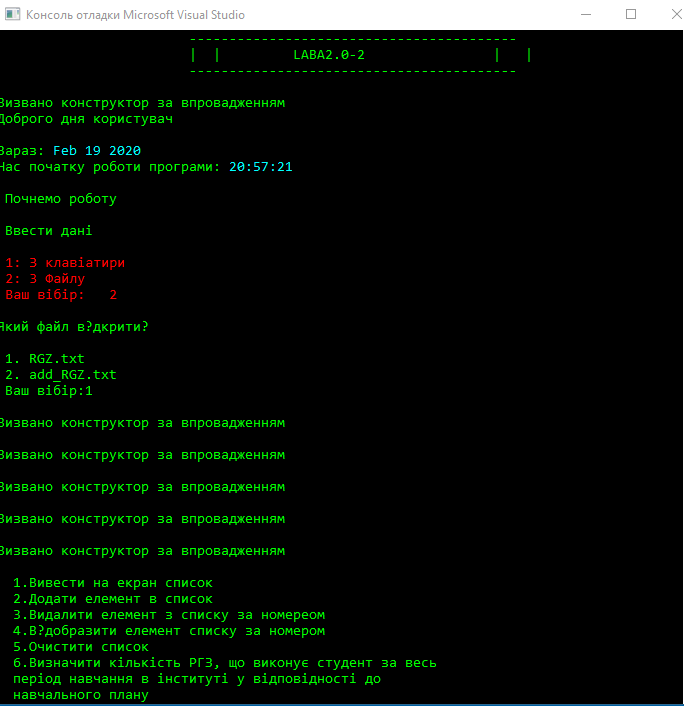 Консоль отладки Microsoft Visual Studio
-----------------------------------------
| | LABA2.0-2 | |
-----------------------------------------
Визвано конструктор за впровадженням
Доброго дня користувач
Зараз: Feb 19 2020
Час початку роботи програми: 20:57:21
Почнемо роботу
Ввести дані
1: З клавіатири
2: З Файлу
Ваш вібір: 2
Який файл в?дкрити?
1. RGZ.txt
2. add_RGZ.txt
Ваш вібір:1
Визвано конструктор за впровадженням
Визвано конструктор за впровадженням
Визвано конструктор за впровадженням
Визвано конструктор за впровадженням
Визвано конструктор за впровадженням
1.Вивести на екран список
2.Додати елемент в список
3.Видалити елемент з списку за номереом
4.В?добразити елемент списку за номером
5.Очистити список
6.Визначити кількість РГЗ, що виконує студент за весь
період навчання в інституті у відповідності до
навчального плану